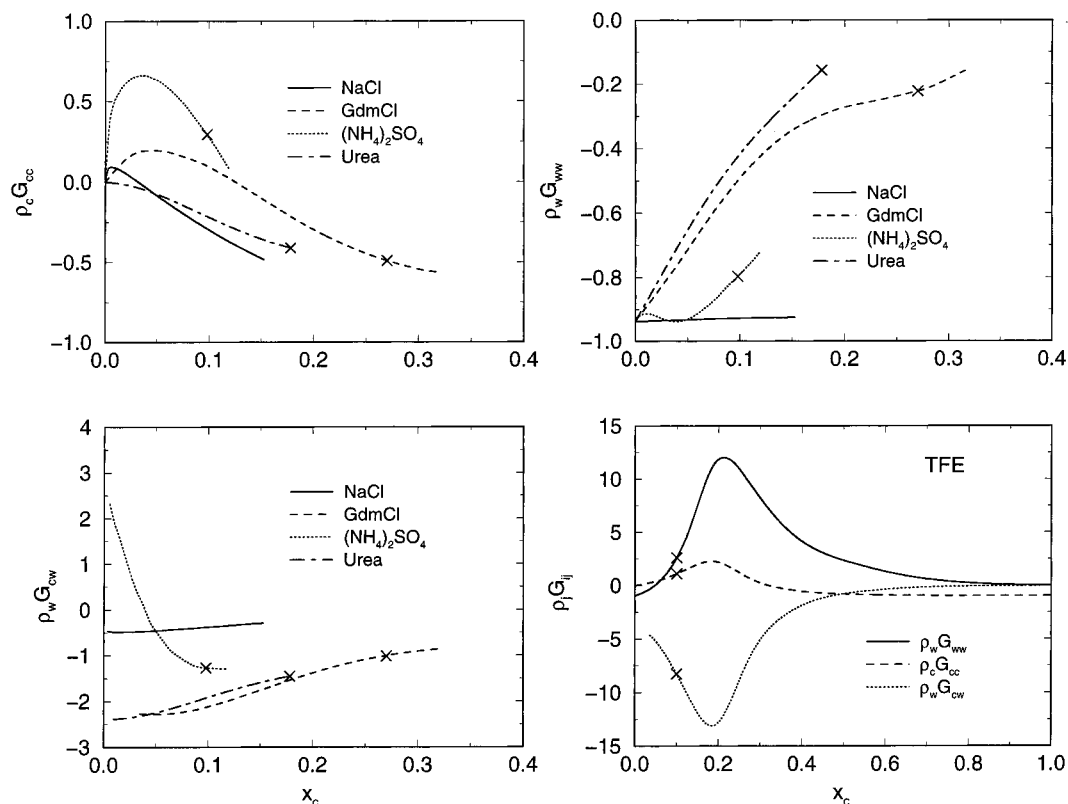 1.0
0.5
0.0
−0.5
−1.0
ρcGcc
NaCl
GdmCl
(NH4)2SO4
Urea
0.0 0.1 0.2 0.3 0.4
−0.0
−0.2
−0.4
−0.6
−0.8
−1.0
ρwGww
NaCl
GdmCl
(NH4)2SO4
Urea
0.0 0.1 0.2 0.3 0.4
4
3
2
1
0
−1
−2
−3
ρwGcw
NaCl
GdmCl
(NH4)2SO4
Urea
0.0 0.1 0.2 0.3 0.4
xc
15
10
5
0
−5
−10
−15
ρjGij
TFE
ρwGww
ρcGcc
ρwGcw
0.0 0.2 0.4 0.6 0.8 1.0
xc